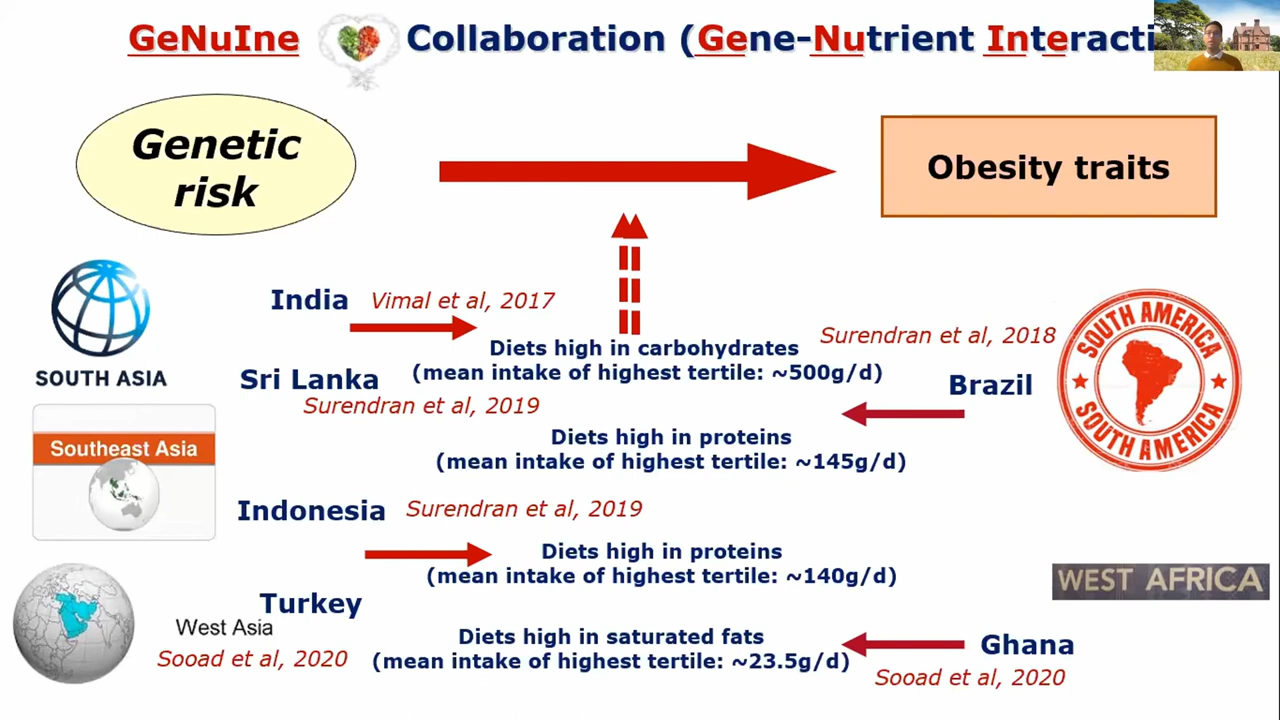 GeNuIne Collaboration (Gene-Nutrient Interacti
Genetic
risk
Obesity traits
India Vimal et al, 2017
SOUTH ASIA
Diets high in carbohydrates
(mean intake of highest tertile: ~500g/d)
Surendran et al, 2018
Sri Lanka
Surendran et al, 2019
Brazil
SOUTH AMERICA
SOUTH AMERICA
Diets high in proteins
(mean intake of highest tertile: ~145g/d)
Southeast Asia
Indonesia Surendran et al, 2019
Diets high in proteins
(mean intake of highest tertile: ~140g/d)
WEST AFRICA
Turkey
West Asia
Sooad et al, 2020
Diets high in saturated fats
(mean intake of highest tertile: ~23.5g/d)
Ghana
Sooad et al, 2020